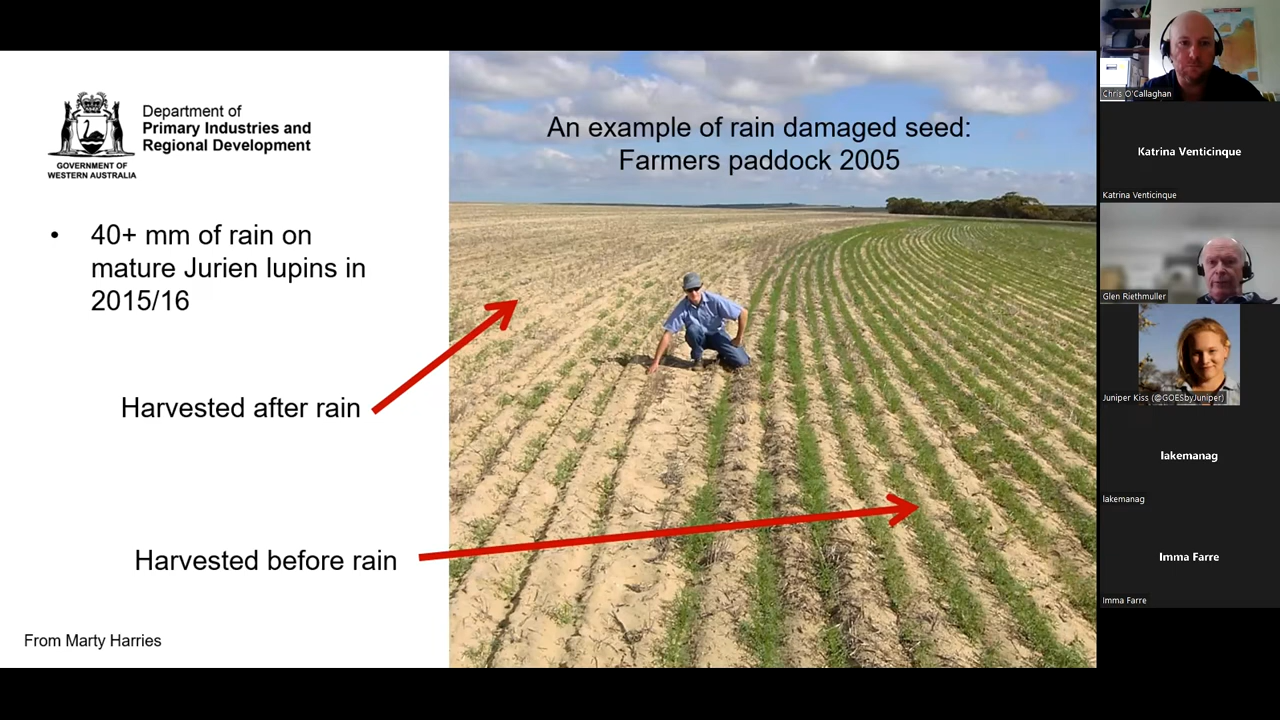 Department of
Primary Industries and
Regional Development
GOVERNMENT OF
WESTERN AUSTRALIA
• 40+ mm of rain on
mature Jurien lupins in
2015/16
Harvested after rain
Harvested before rain
From Marty Harries
An example of rain damaged seed:
Farmers paddock 2005
Chris O'Callaghan
Katrina Venticinque
Katrina Venticinque
Glen Riethmuller
Juniper Kiss (@GOESbyJuniper)
lakemanag
lakemanag
Imma Farre
Imma Farre